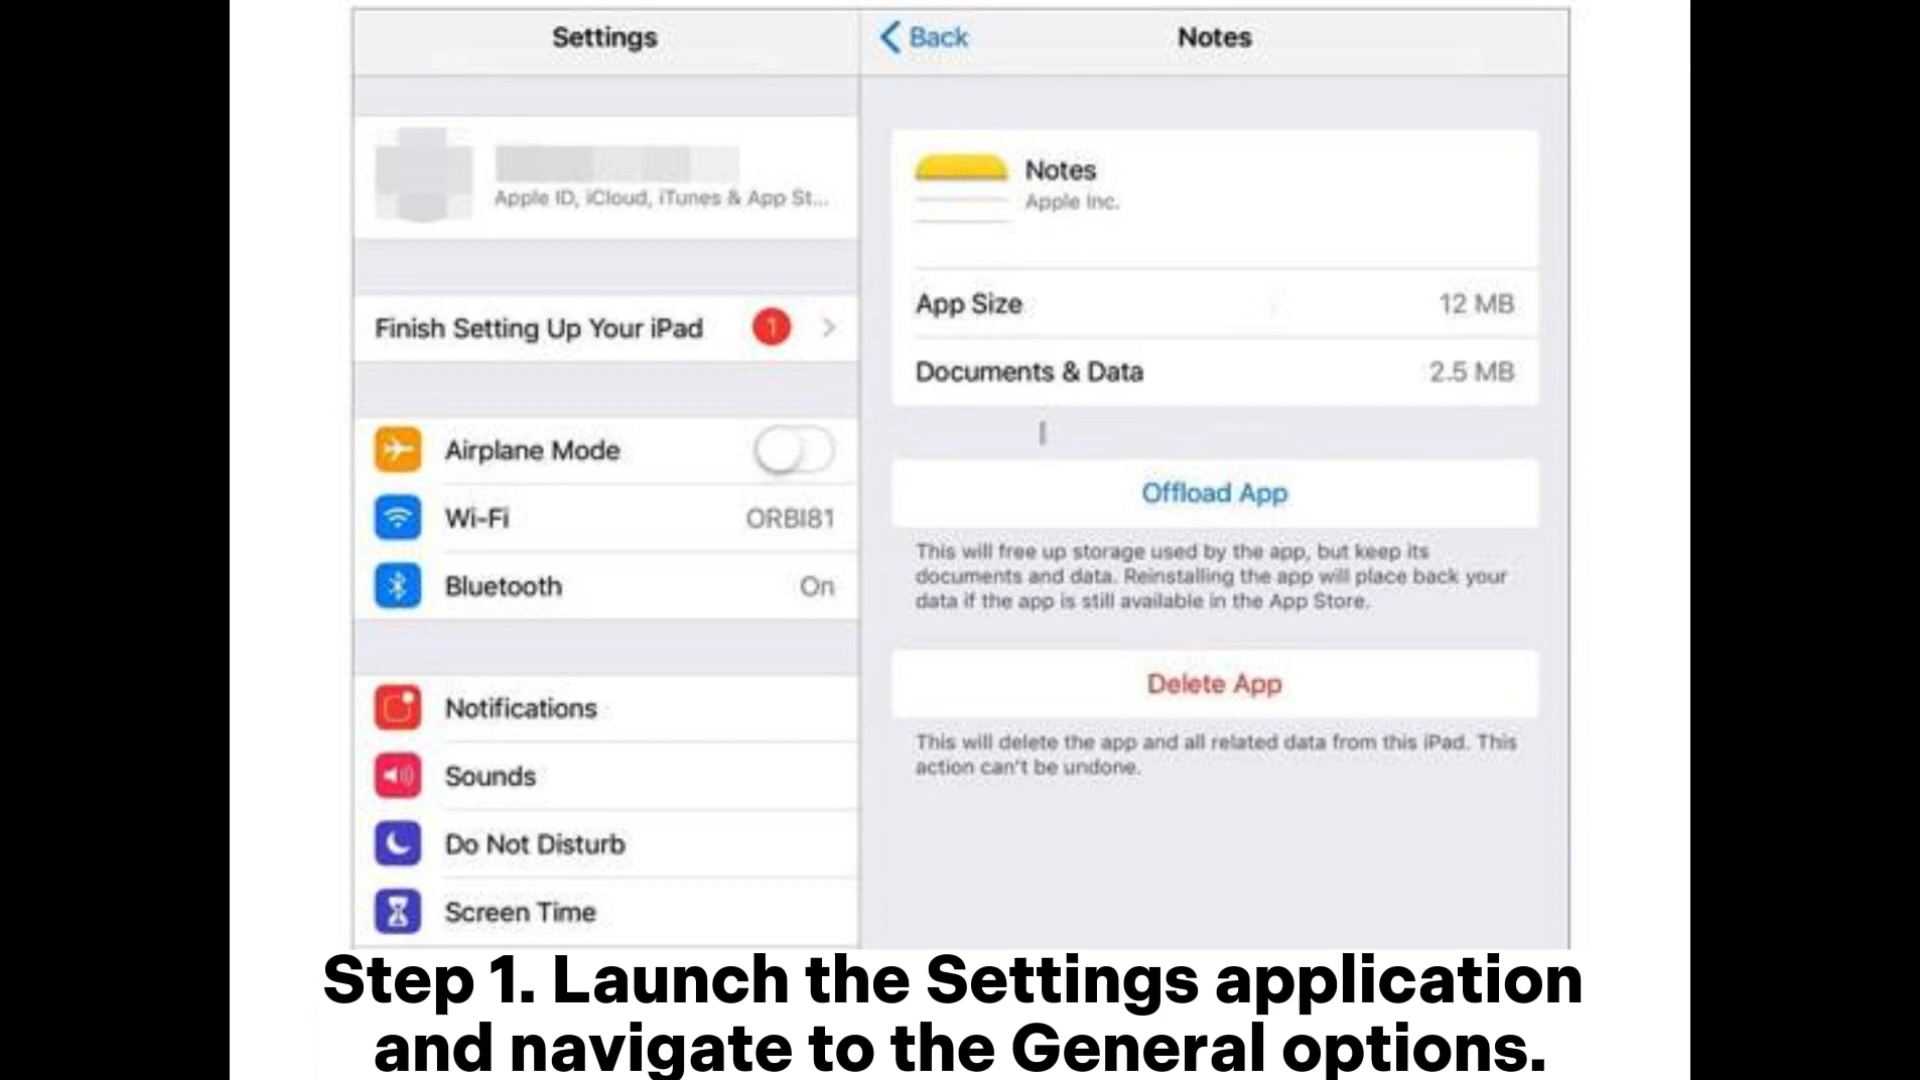 Settings
Apple ID, iCloud, iTunes & App St...
Finish Setting Up Your iPad 1
Airplane Mode
Wi-Fi ORBI81
Bluetooth On
Notifications
Sounds
Do Not Disturb
Screen Time
Back Notes
Notes
Apple Inc.
App Size 12 MB
Documents & Data 2.5 MB
Offload App
This will free up storage used by the app, but keep its
documents and data. Reinstalling the app will place back your
data if the app is still available in the App Store.
Delete App
This will delete the app and all related data from this iPad. This
action can't be undone.
Step 1. Launch the Settings application
and navigate to the General options.